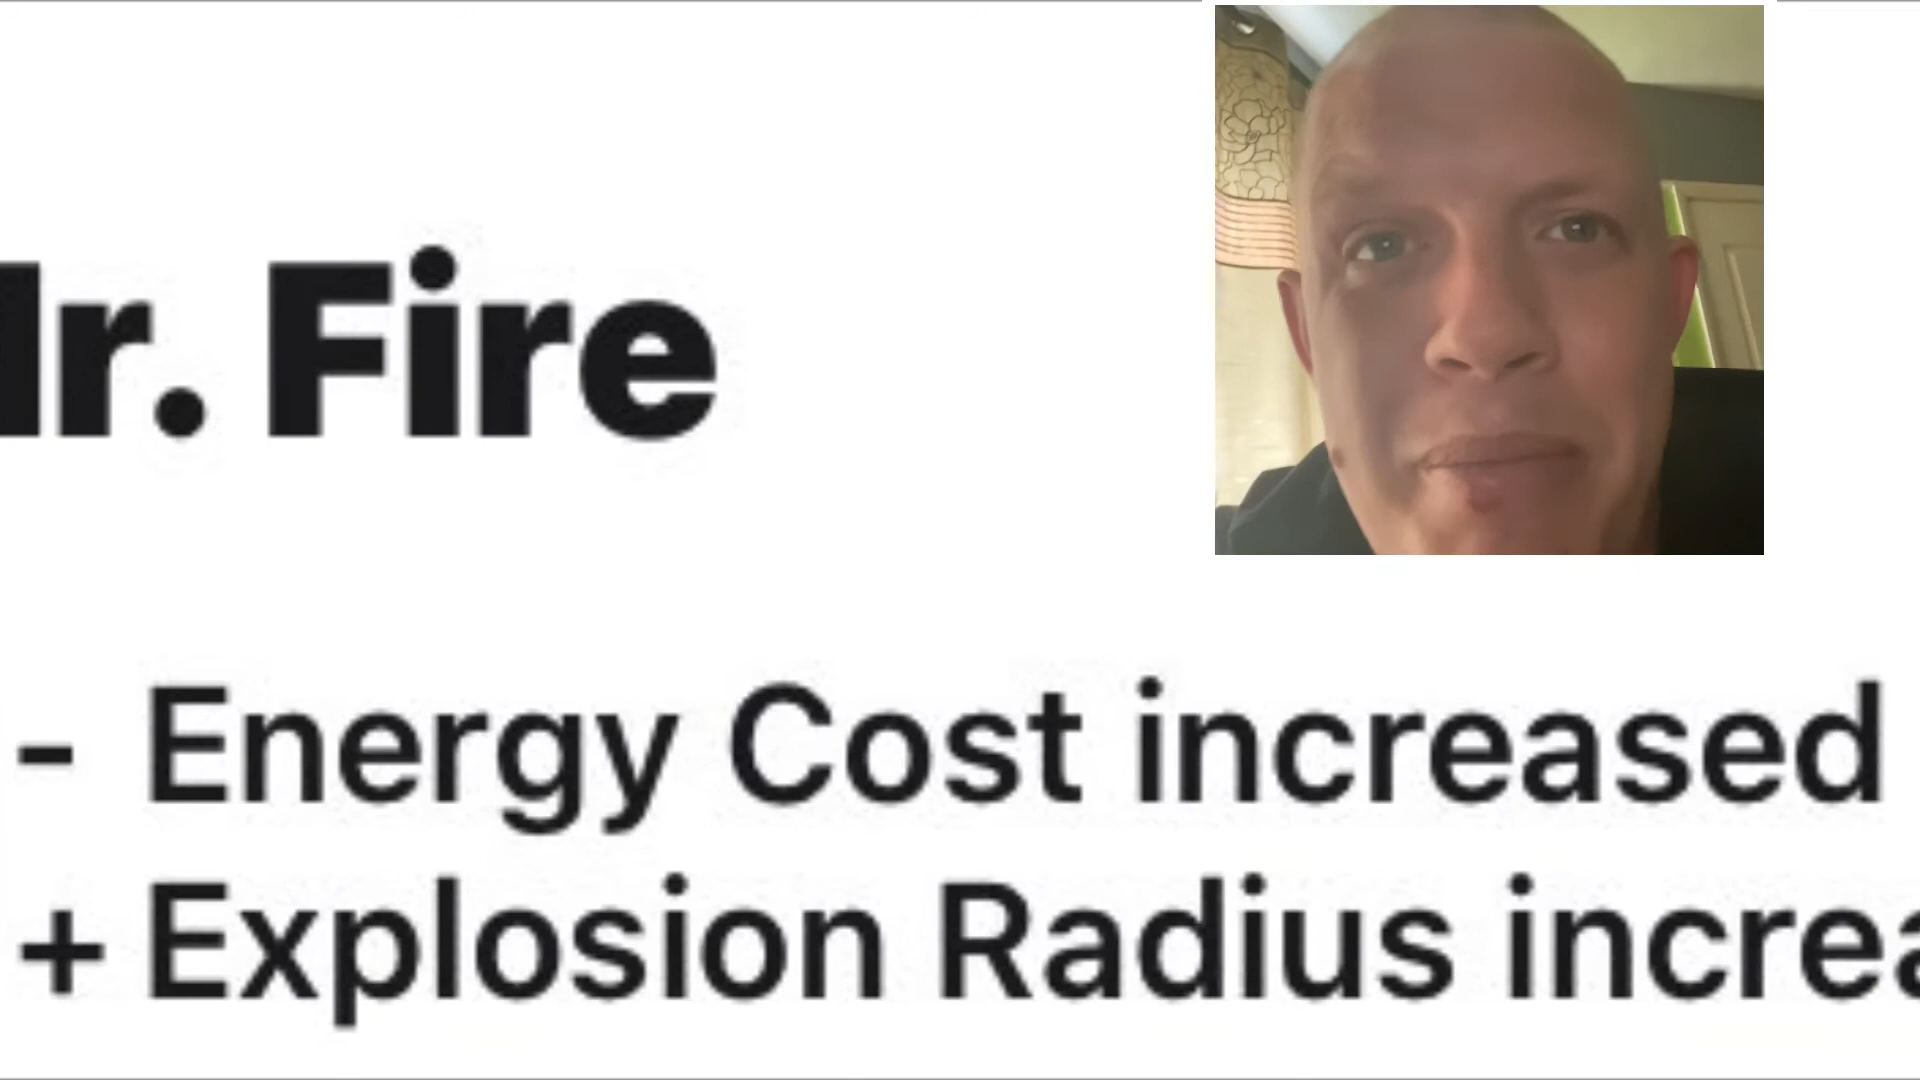 r. Fire
- Energy Cost increased
+ Explosion Radius increa